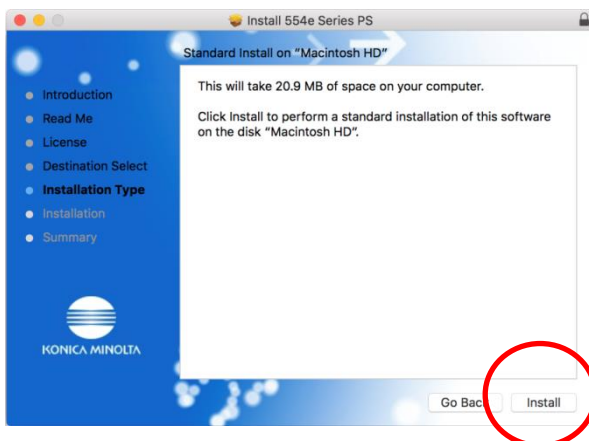 Install 554e Series PS
Standard Install on "Macintosh HD"
Introduction
Read Me
License
Destination Select
Installation Type
Installation
Summary
This will take 20.9 MB of space on your computer.
Click Install to perform a standard installation of this software
on the disk "Macintosh HD".
KONICA MINOLTA
Go Back
Install